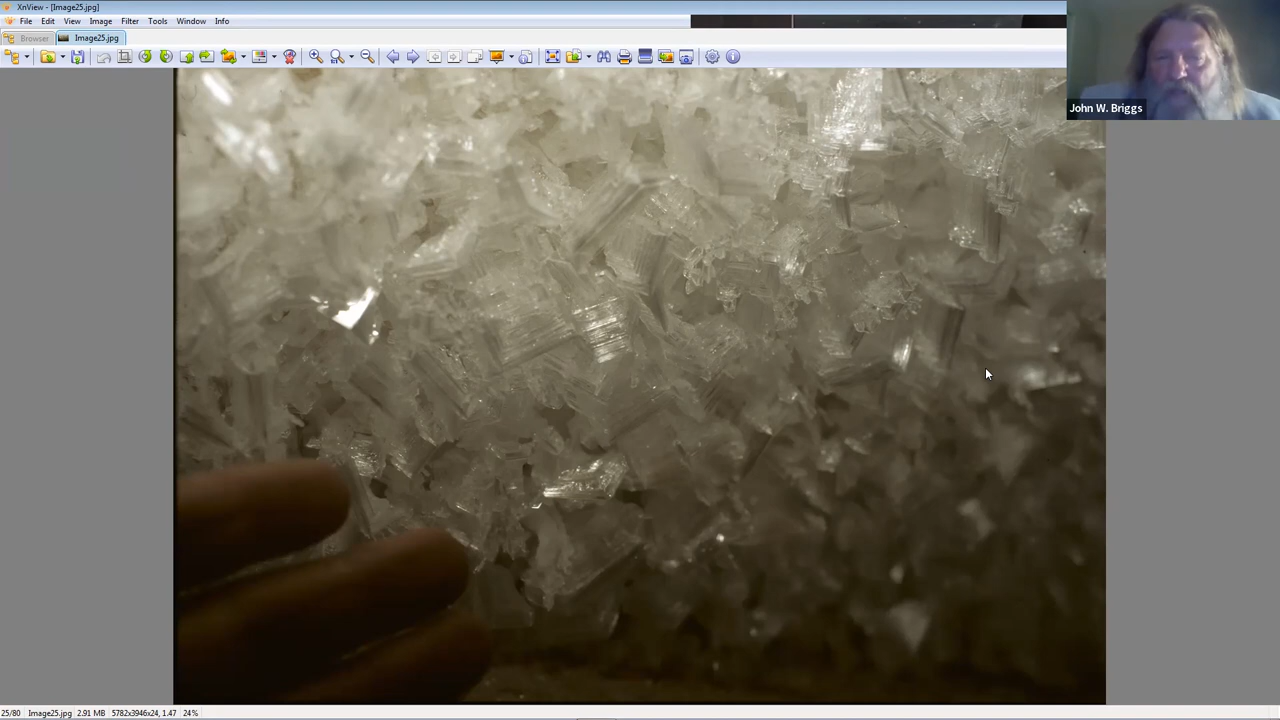 XnView - [Image25.jpg]
File Edit View Image Filter Tools Window Info
Browser Image25.jpg
John W. Briggs
25/80 Image25.jpg 2.91 MB 5782x3946x24, 1.47 24%